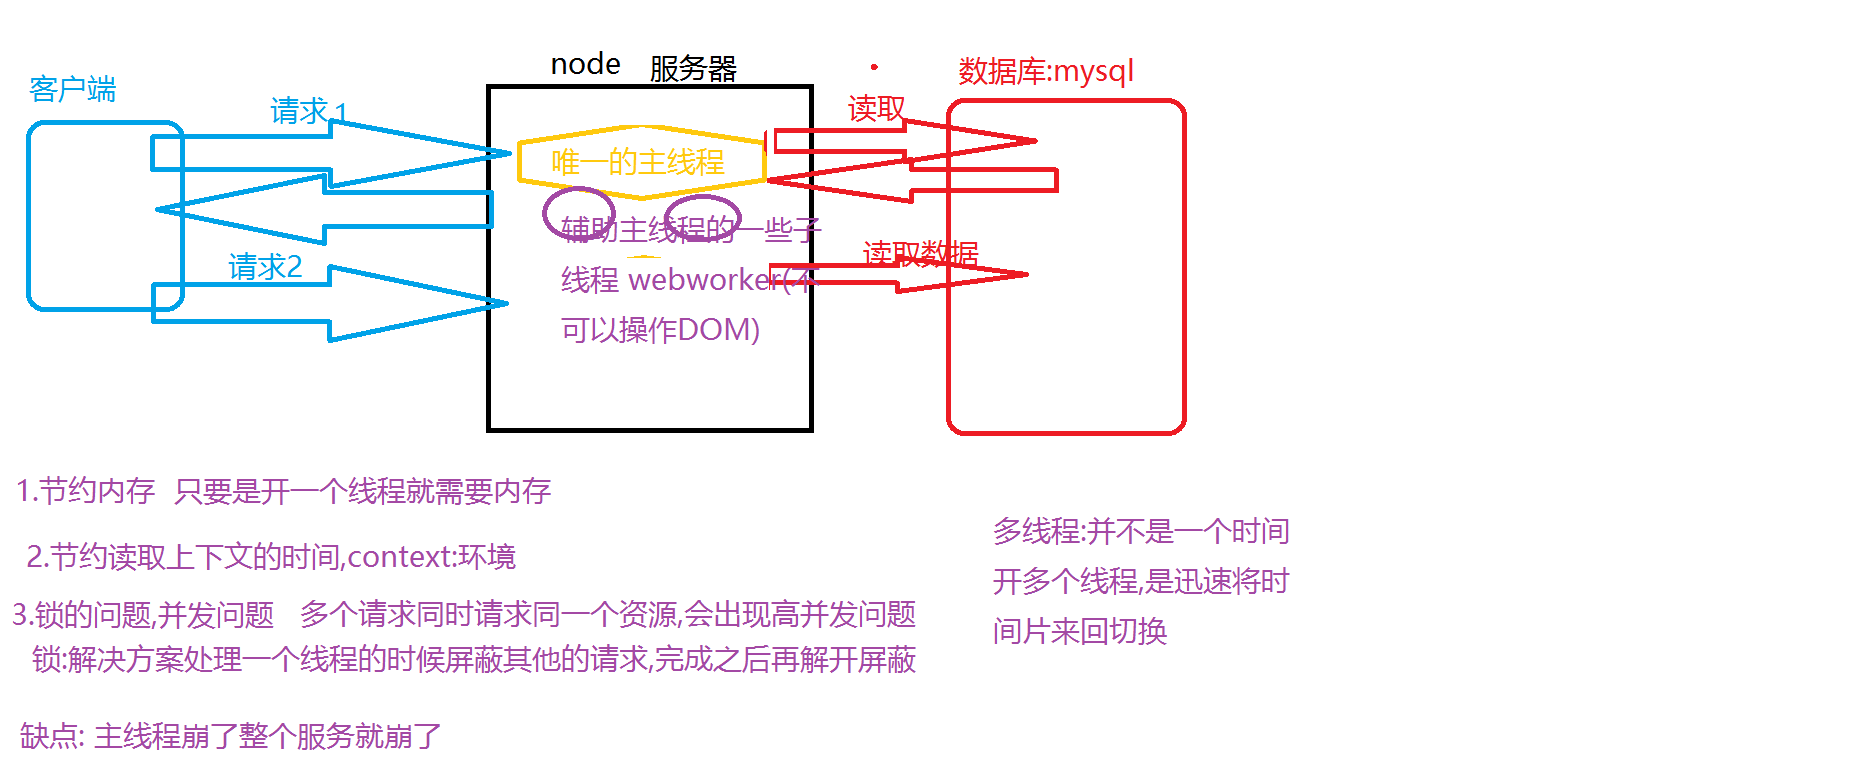 node 服务器
客户端
数据库:mysql
请求1
读取
唯一的主线程
辅助主线程的一些子
线程 webworker(不
可以操作DOM)
请求2
读取数据
1.节约内存 只要是开一个线程就需要内存
2.节约读取上下文的时间,context:环境
3.锁的问题,并发问题 多个请求同时请求同一个资源,会出现高并发问题
锁:解决方案处理一个线程的时候屏蔽其他的请求,完成之后再解开屏蔽
缺点: 主线程崩了整个服务就崩了
多线程:并不是一个时间
开多个线程,是迅速将时
间片来回切换